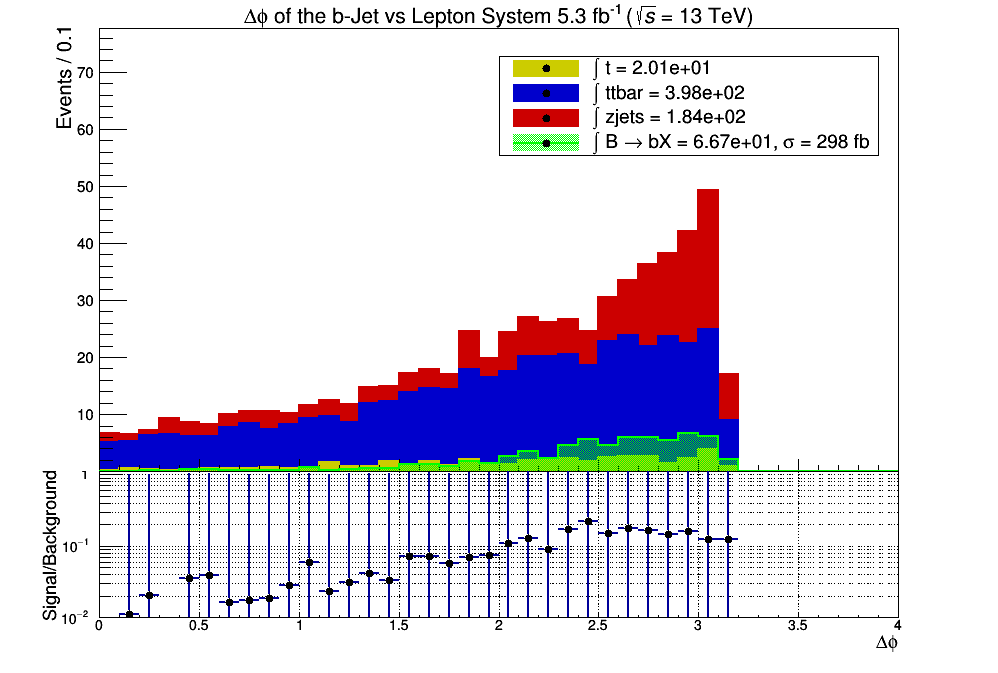 Δϕ of the b-Jet vs Lepton System 5.3 fb⁻¹ (√s = 13 TeV)
Events / 0.1
70
60
50
40
30
20
10
∫ t = 2.01e+01
∫ ttbar = 3.98e+02
∫ zjets = 1.84e+02
∫ B → bX = 6.67e+01, σ = 298 fb
Signal/Background
1
10⁻¹
10⁻²
0 0.5 1 1.5 2 2.5 3 3.5 4
Δϕ